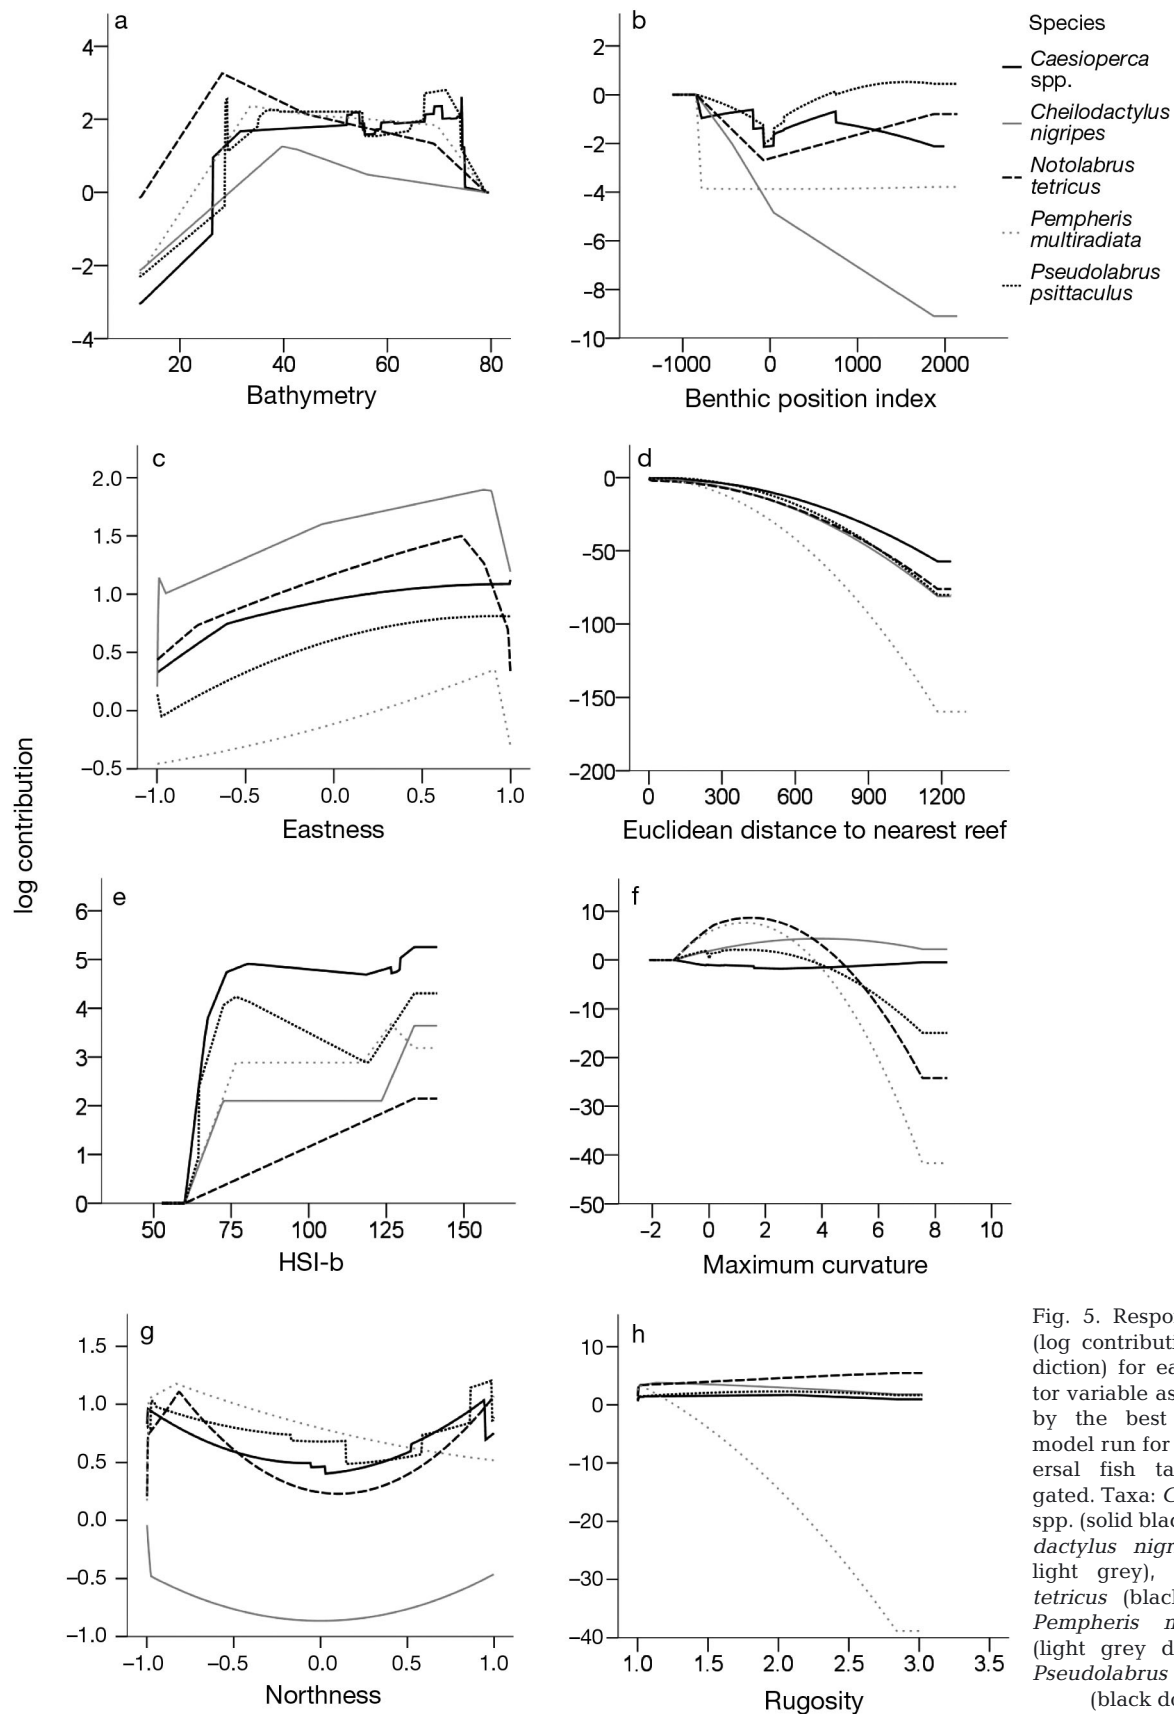 a
4
2
0
−2
−4
20 40 60 80
Bathymetry
b
2
0
−2
−4
−6
−8
−10
−1000 0 1000 2000
Benthic position index
Species
Caesioperca
spp.
Cheilodactylus
nigripes
Notolabrus
tetricus
Pempheris
multiradiata
Pseudolabrus
psittaculus
log contribution
c
2.0
1.5
1.0
0.5
0.0
−0.5
−1.0 −0.5 0.0 0.5 1.0
Eastness
d
0
−50
−100
−150
−200
0 300 600 900 1200
Euclidean distance to nearest reef
e
6
5
4
3
2
1
0
50 75 100 125 150
HSI-b
f
10
0
−10
−20
−30
−40
−50
−2 0 2 4 6 8 10
Maximum curvature
g
1.5
1.0
0.5
0.0
−0.5
−1.0
−1.0 −0.5 0.0 0.5 1.0
Northness
h
10
0
−10
−20
−30
−40
1.0 1.5 2.0 2.5 3.0 3.5
Rugosity
Fig. 5. Respo
(log contributi
diction) for ea
tor variable as
by the best
model run for
ersal fish ta
gated. Taxa: C
spp. (solid blac
dactylus nigr
light grey),
tetricus (black
Pempheris m
(light grey d
Pseudolabrus
(black do